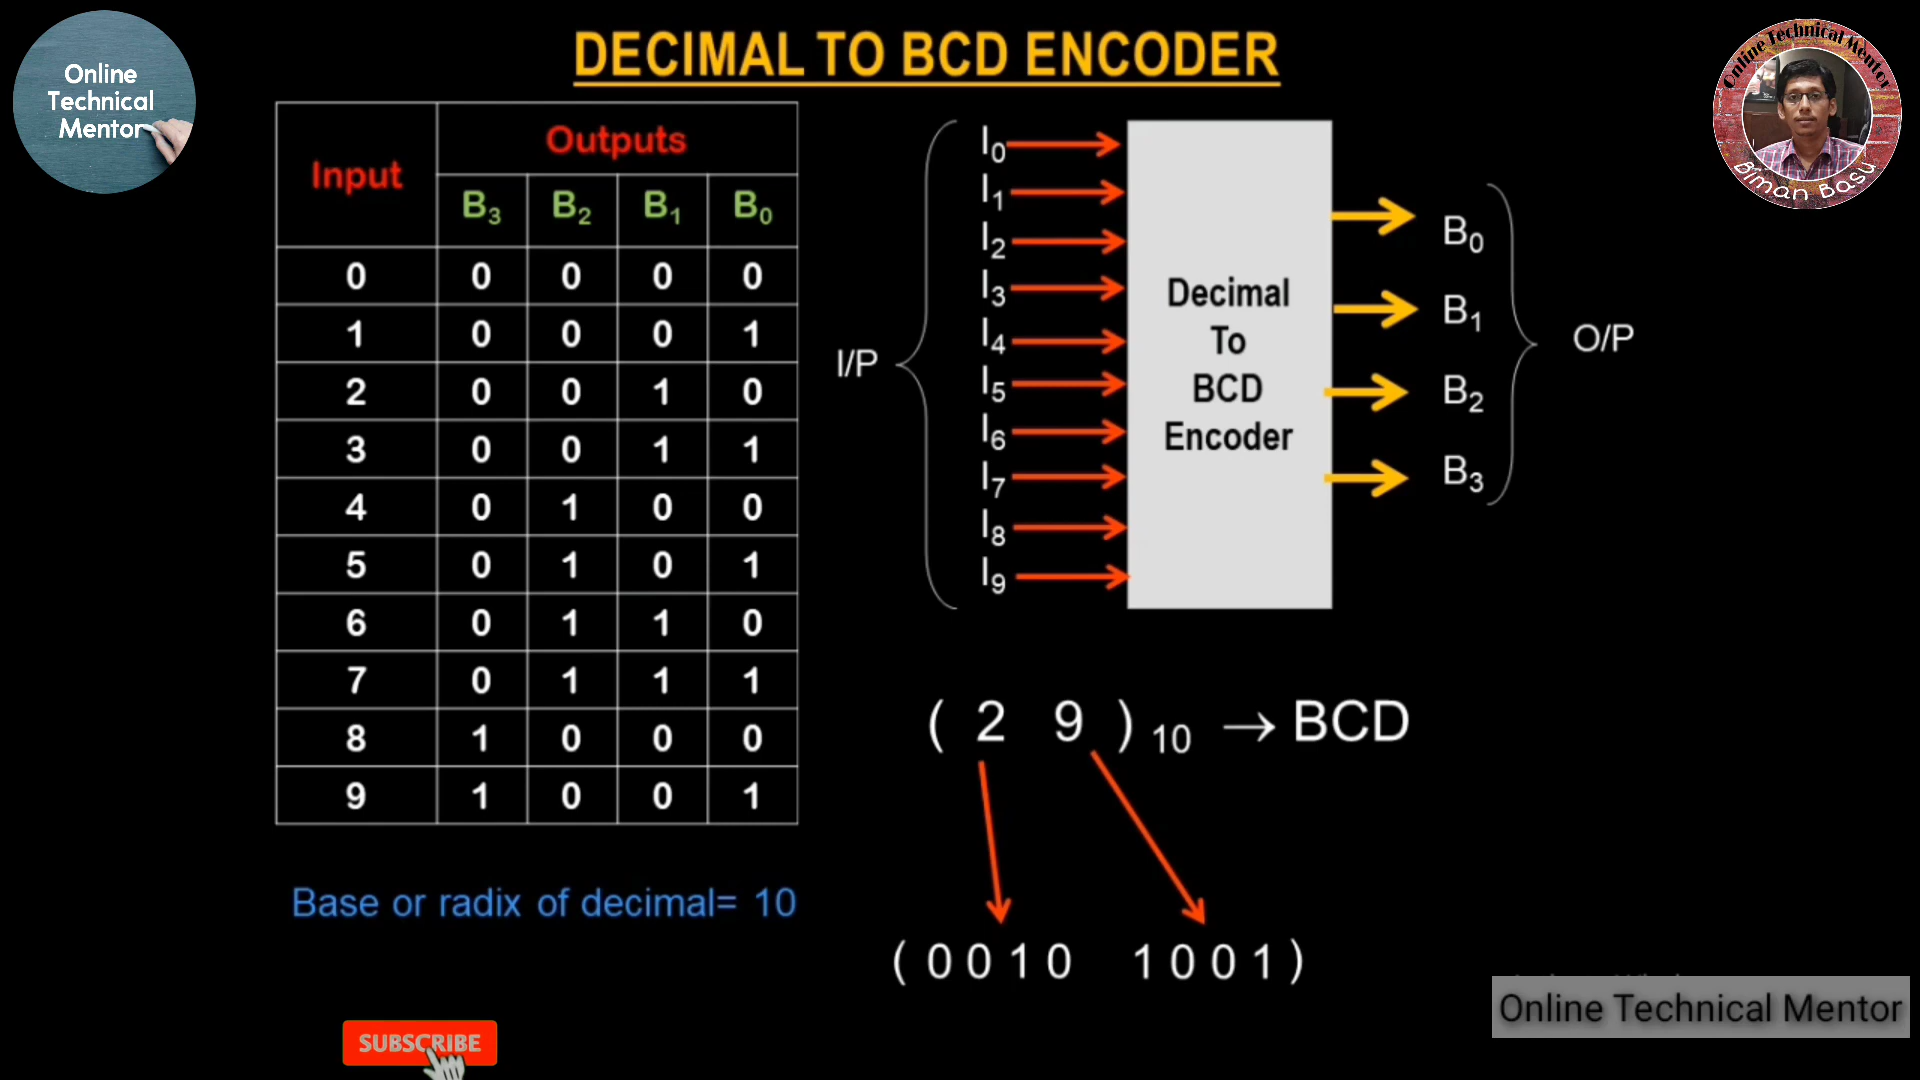 Online
Technical
Mentor
DECIMAL TO BCD ENCODER
Online Technical Mentor
Biman Basu
Input Outputs
B3 B2 B1 B0
0 0 0 0 0
1 0 0 0 1
2 0 0 1 0
3 0 0 1 1
4 0 1 0 0
5 0 1 0 1
6 0 1 1 0
7 0 1 1 1
8 1 0 0 0
9 1 0 0 1
Base or radix of decimal= 10
I/P
I0
I1
I2
I3
I4
I5
I6
I7
I8
I9
Decimal
To
BCD
Encoder
B0
B1
B2
B3
O/P
( 2 9 )10 → BCD
( 0 0 1 0 1 0 0 1 )
SUBSCRIBE
Online Technical Mentor